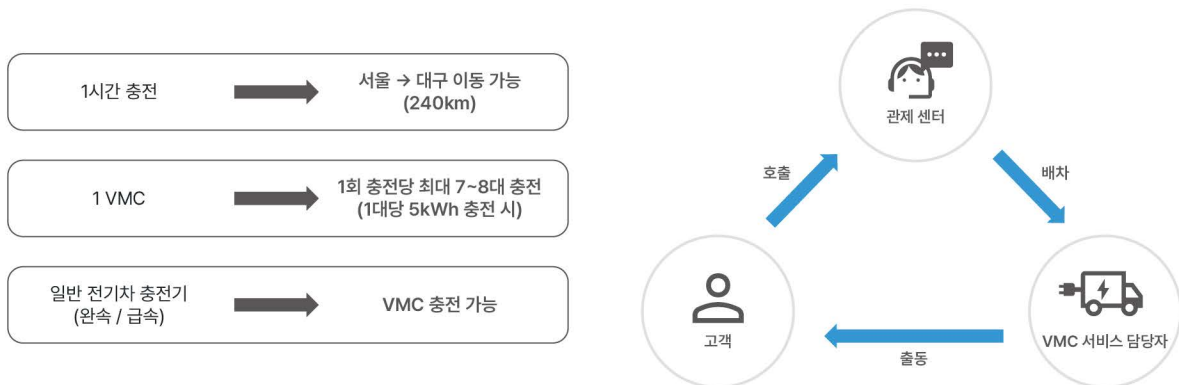 1시간 충전
서울 → 대구 이동 가능
(240km)
1 VMC
1회 충전당 최대 7~8대 충전
(1대당 5kWh 충전 시)
일반 전기차 충전기
(완속 / 급속)
VMC 충전 가능
관제 센터
호출
배차
고객
VMC 서비스 담당자
출동